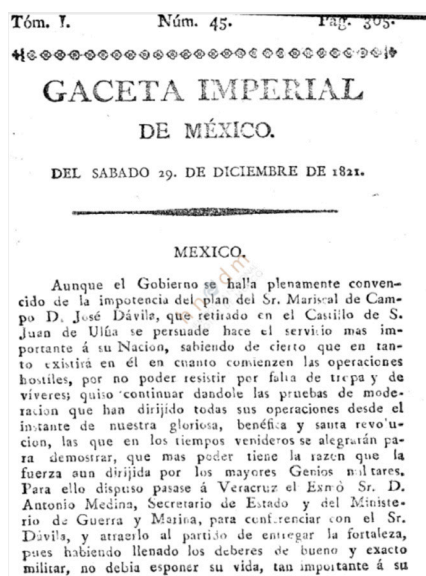 Tóm. I. Núm. 45. Pag. 365.
GACETA IMPERIAL
DE MÉXICO.
DEL SABADO 29. DE DICIEMBRE DE 1821.
MEXICO.
Aunque el Gobierno se halla plenamente conven-
cido de la impotencia del plan del Sr. Mariscal de Cam-
po D. José Dávila, que retirado en el Castillo de S.
Juan de Ulúa se persuade hace el servicio mas im-
portante á su Nacion, sabiendo de cierto que en tan-
to existirá en él en cuanto comienzen las operaciones
hostiles, por no poder resistir por falta de tropa y de
víveres; quiso continuar dandole las pruebas de mode-
racion que han dirijido todas sus operaciones desde el
instante de nuestra gloriosa, benéfica y santa revolu-
cion, las que en los tiempos venideros se alegrarán pa-
ra demostrar, que mas poder tiene la razon que la
fuerza aun dirijida por los mayores Genios militares.
Para ello dispuso pasase á Veracruz el Exmó Sr. D.
Antonio Medina, Secretario de Estado y del Ministe-
rio de Guerra y Marina, para conferenciar con el Sr.
Dávila, y atraerlo al partido de entregar la fortaleza,
pues habiendo llenado los deberes de bueno y exacto
militar, no debia esponer su vida, tan importante á su